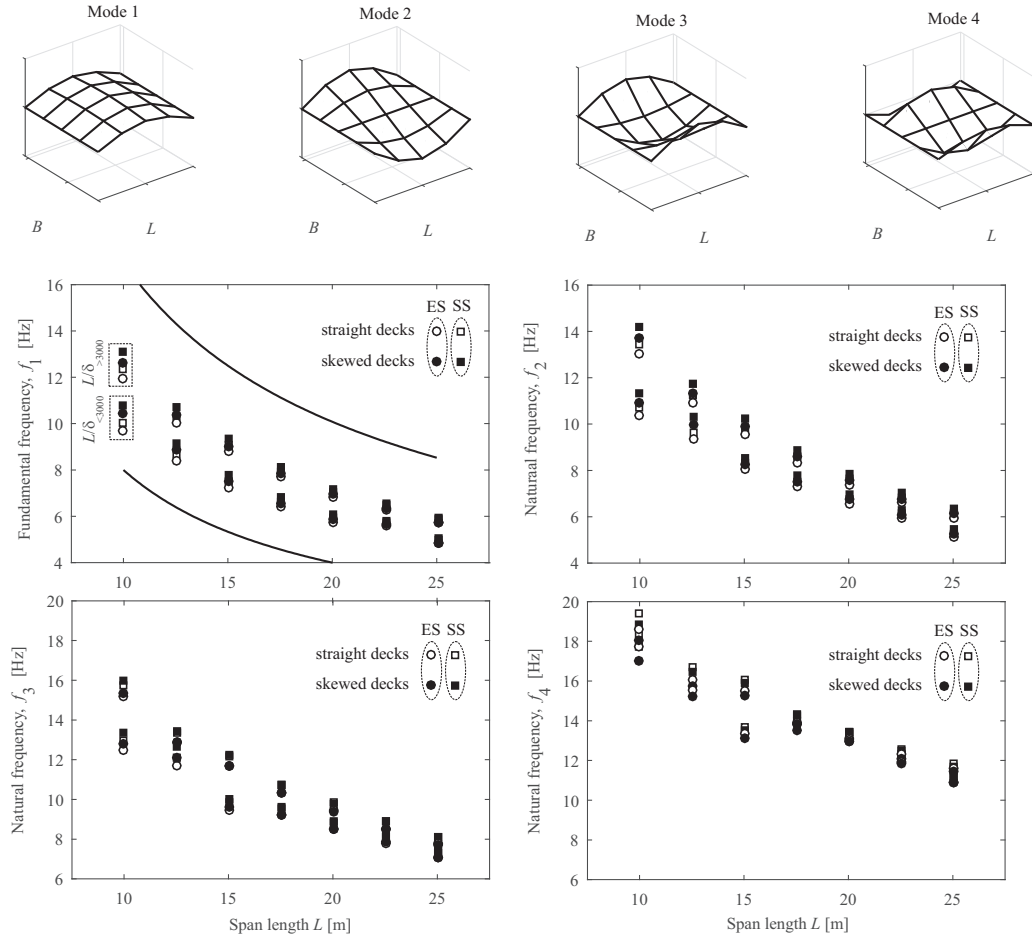 Mode 1
Mode 2
Mode 3
Mode 4
B
L
B
L
B
L
B
L
Fundamental frequency, f1 [Hz]
16
14
12
10
8
6
4
10
15
20
25
L/δ>3000
L/δ<3000
ES SS
straight decks
skewed decks
Naturaal frequency, f2 [Hz]
16
14
12
10
8
6
4
10
15
20
25
ES SS
straight decks
skewed decks
Natural frequency, f3 [Hz]
20
18
16
14
12
10
8
6
10
15
20
25
Span length L [m]
ES SS
straight decks
skewed decks
Natural frequency, f4 [Hz]
20
18
16
14
12
10
8
6
10
15
20
25
Span length L [m]
ES SS
straight decks
skewed decks